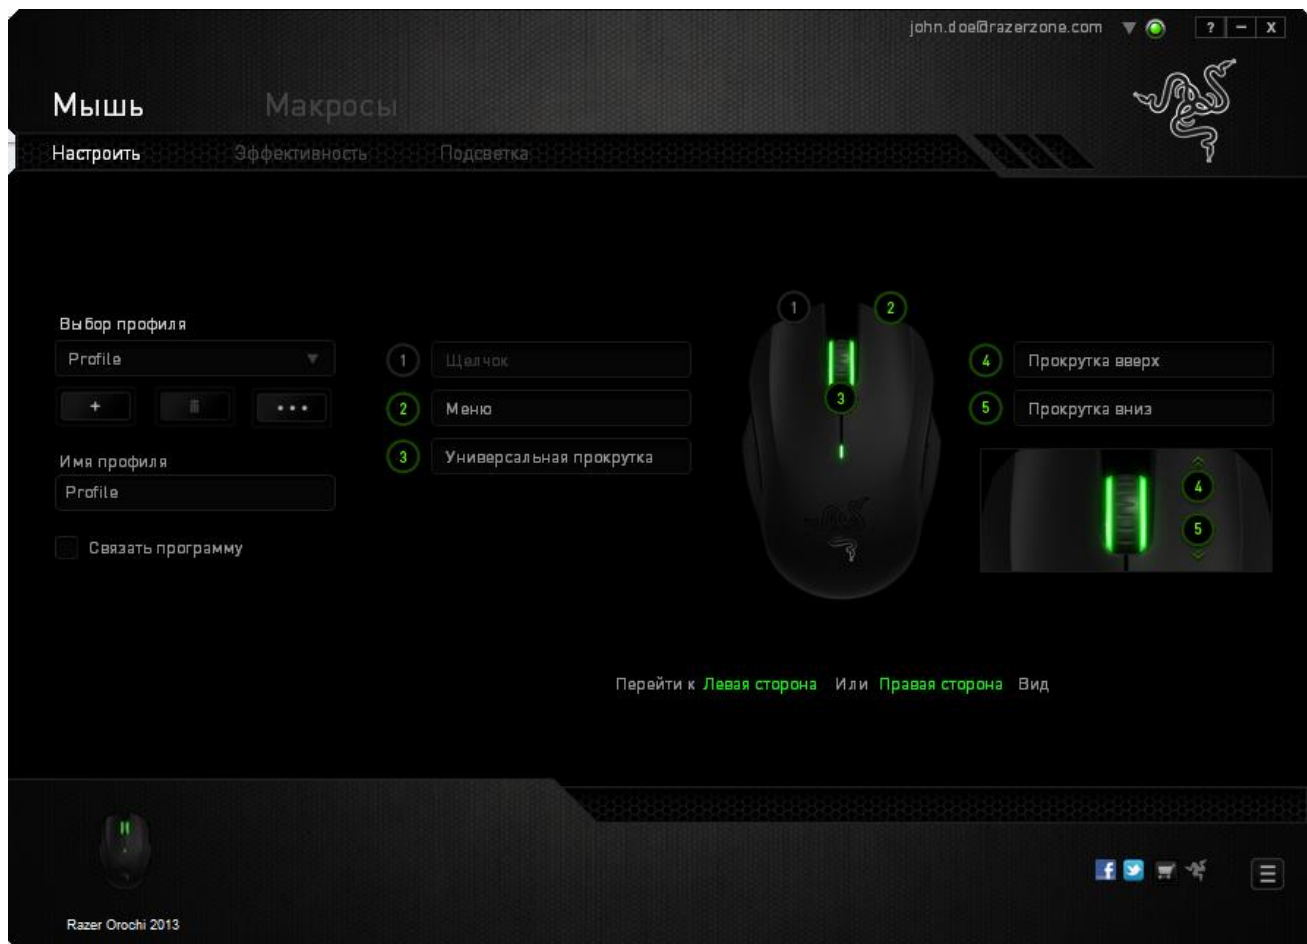 john.doe@razerzone.com
? – X
Мышь Макросы
Настроить Эффективность Подсветка
Выбор профиля
Profile
+ •••
Имя профиля
Profile
Связать программу
1 Щелчок
2 Меню
3 Универсальная прокрутка
1 2
3
4 Прокрутка вверх
5 Прокрутка вниз
4
5
Перейти к Левая сторона Или Правая сторона Вид
f
Razer Orochi 2013